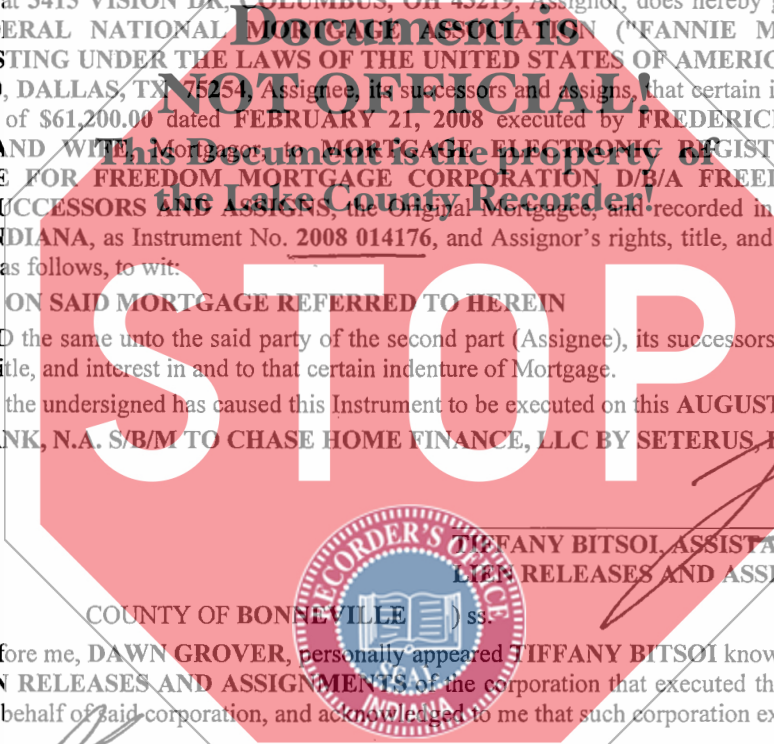 at 3415 VISION DR, COLUMBUS, OH 43219, Assignor, does hereby
Document is
ERAL NATIONAL MORTGAGE ASSOCIATION ("FANNIE M
STING UNDER THE LAWS OF THE UNITED STATES OF AMERIC
NOT OFFICIAL!
, DALLAS, TX 75254, Assignee, its successors and assigns, that certain i
of $61,200.00 dated FEBRUARY 21, 2008 executed by FREDERIC
This Document is the property of
AND WIFE, Mortgagor, to MORTGAGE ELECTRONIC REGIST
E FOR FREEDOM MORTGAGE CORPORATION D/B/A FREE
the Lake County Recorder!
UCCESSORS AND ASSIGNS, the Original Mortgagee, and recorded in
NDIANA, as Instrument No. 2008 014176, and Assignor's rights, title, and
as follows, to wit:
STOP
ON SAID MORTGAGE REFERRED TO HEREIN
D the same unto the said party of the second part (Assignee), its successors
itle, and interest in and to that certain indenture of Mortgage.
the undersigned has caused this Instrument to be executed on this AUGUST
NK, N.A. S/B/M TO CHASE HOME FINANCE, LLC BY SETERUS,
TIFFANY BITSOI, ASSISTA
LIEN RELEASES AND ASSI
RECORDER'S OFFICE
SEAL
INDIANA
COUNTY OF BONNEVILLE ) ss.
fore me, DAWN GROVER, personally appeared TIFFANY BITSOI know
N RELEASES AND ASSIGNMENTS of the corporation that executed th
behalf of said corporation, and acknowledged to me that such corporation ex